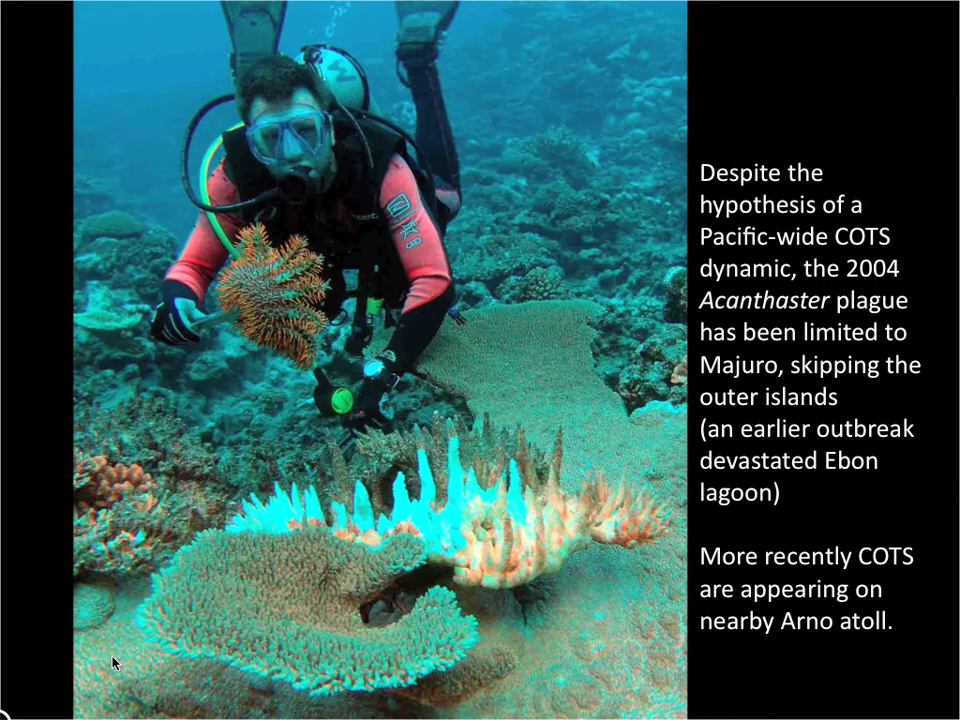 Despite the
hypothesis of a
Pacific-wide COTS
dynamic, the 2004
Acanthaster plague
has been limited to
Majuro, skipping the
outer islands
(an earlier outbreak
devastated Ebon
lagoon)
More recently COTS
are appearing on
nearby Arno atoll.